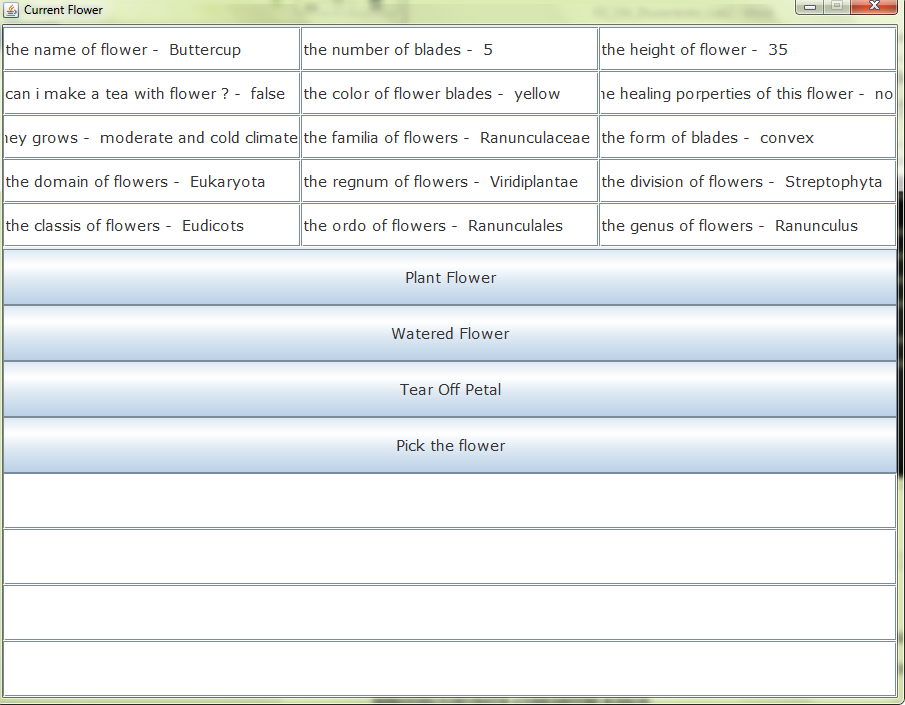 Current Flower
the name of flower - Buttercup
the number of blades - 5
the height of flower - 35
can i make a tea with flower ? - false
the color of flower blades - yellow
he healing porperties of this flower - no
hey grows - moderate and cold climate
the familia of flowers - Ranunculaceae
the form of blades - convex
the domain of flowers - Eukaryota
the regnum of flowers - Viridiplantae
the division of flowers - Streptophyta
the classis of flowers - Eudicots
the ordo of flowers - Ranunculales
the genus of flowers - Ranunculus
Plant Flower
Watered Flower
Tear Off Petal
Pick the flower